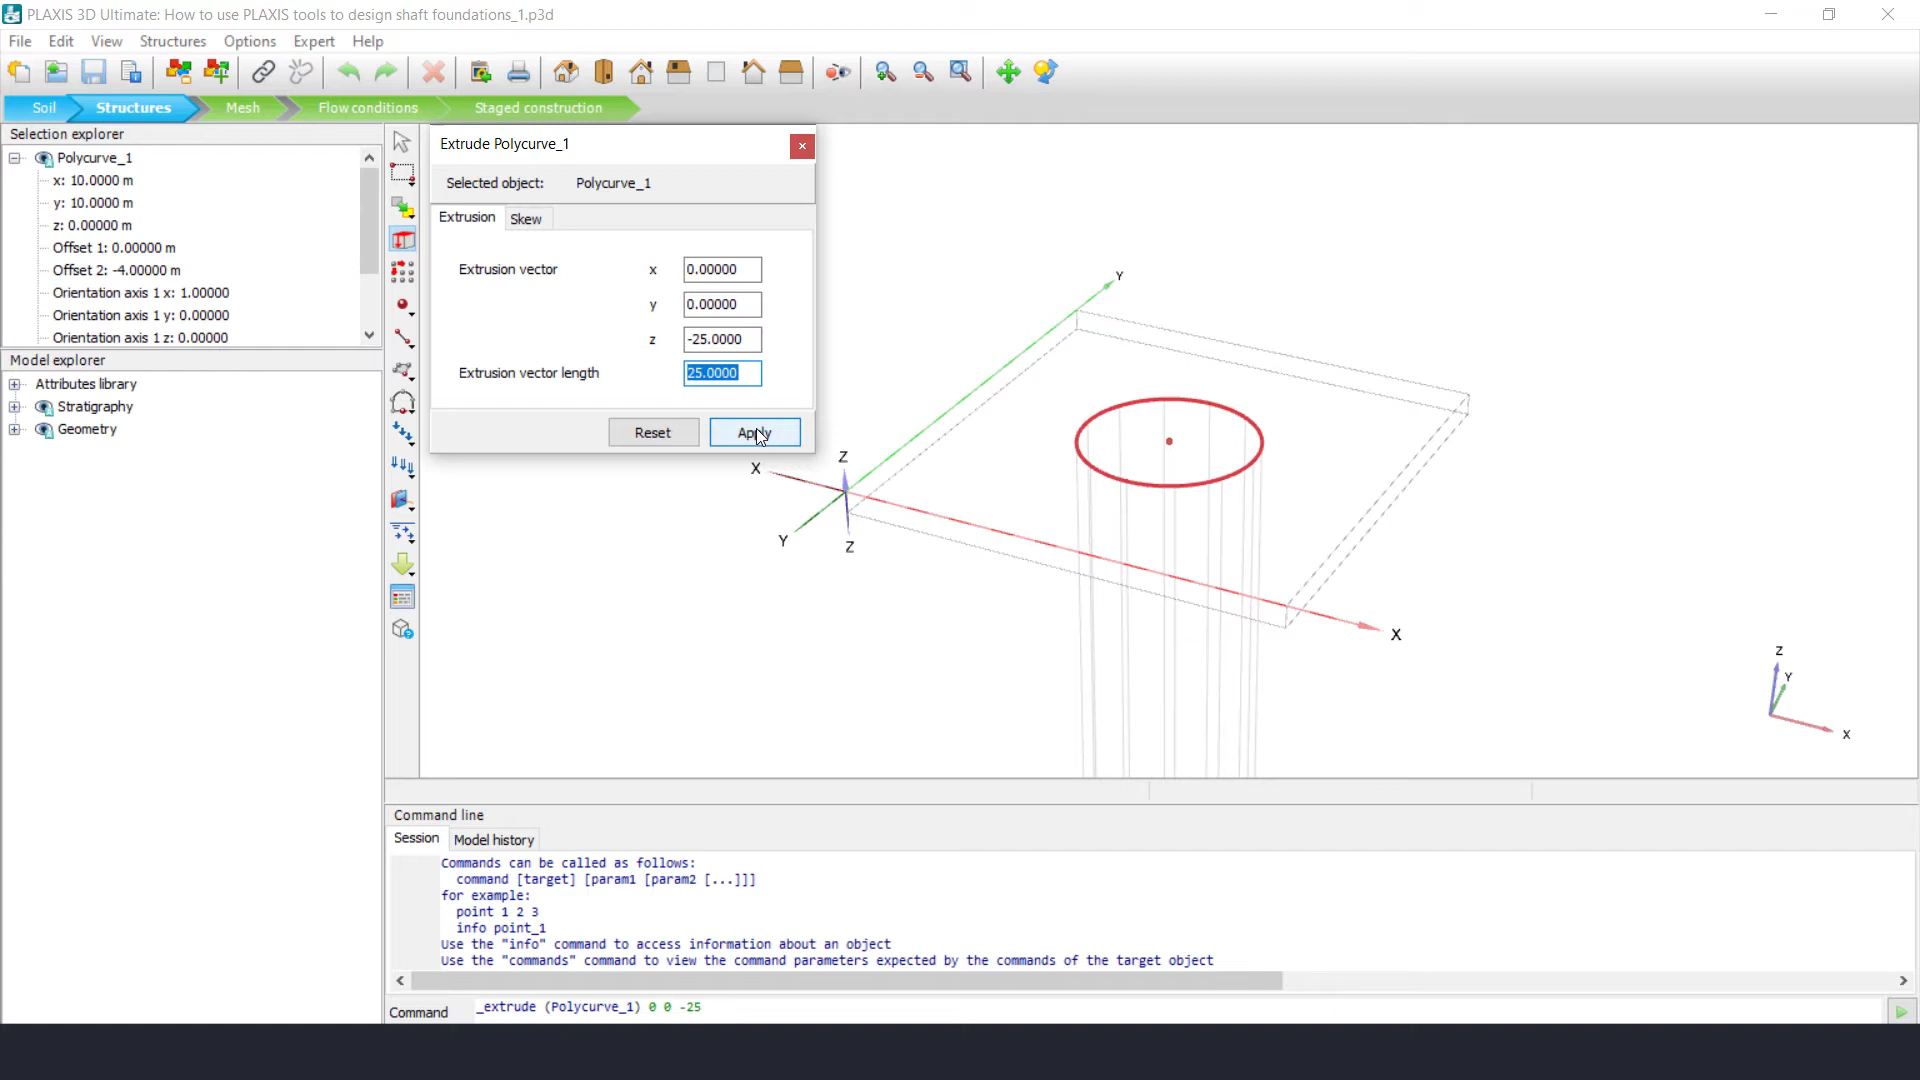 PLAXIS 3D Ultimate: How to use PLAXIS tools to design shaft foundations_1.p3d
File Edit View Structures Options Expert Help
Soil Structures Mesh Flow conditions Staged construction
Selection explorer
Polycurve_1
x: 10.0000 m
y: 10.0000 m
z: 0.00000 m
Offset 1: 0.00000 m
Offset 2: -4.00000 m
Orientation axis 1 x: 1.00000
Orientation axis 1 y: 0.00000
Orientation axis 1 z: 0.00000
Model explorer
Attributes library
Stratigraphy
Geometry
Extrude Polycurve_1
Selected object: Polycurve_1
Extrusion Skew
Extrusion vector x 0.00000
y 0.00000
z -25.0000
Extrusion vector length 25.0000
Reset Apply
Y
X
Z
Y
Z
X
Z
Y
X
Command line
Session Model history
Commands can be called as follows:
command [target] [param1 [param2 [...]]]
for example:
point 1 2 3
info point_1
Use the "info" command to access information about an object
Use the "commands" command to view the command parameters expected by the commands of the target object
Command _extrude (Polycurve_1) 0 0 -25